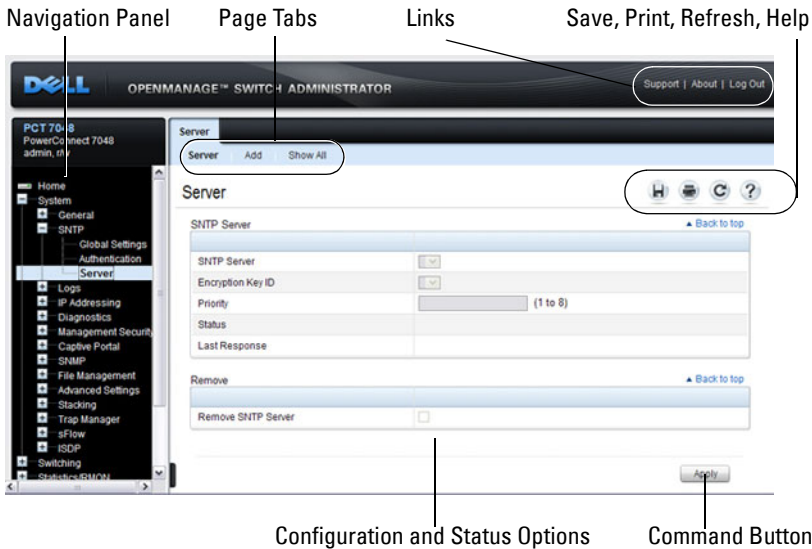 Navigation Panel Page Tabs Links Save, Print, Refresh, Help
DELL OPENMANAGE™ SWITCH ADMINISTRATOR Support | About | Log Out
PCT 7048
PowerConnect 7048
admin, r/w
Home
System
General
SNTP
Global Settings
Authentication
Server
Logs
IP Addressing
Diagnostics
Management Security
Captive Portal
SNMP
File Management
Advanced Settings
Stacking
Trap Manager
sFlow
ISDP
Switching
Statistics/RMON
Server
Server Add Show All
Server
SNTP Server Back to top
SNTP Server
Encryption Key ID
Priority (1 to 8)
Status
Last Response
Remove Back to top
Remove SNTP Server
Apply
Configuration and Status Options Command Button